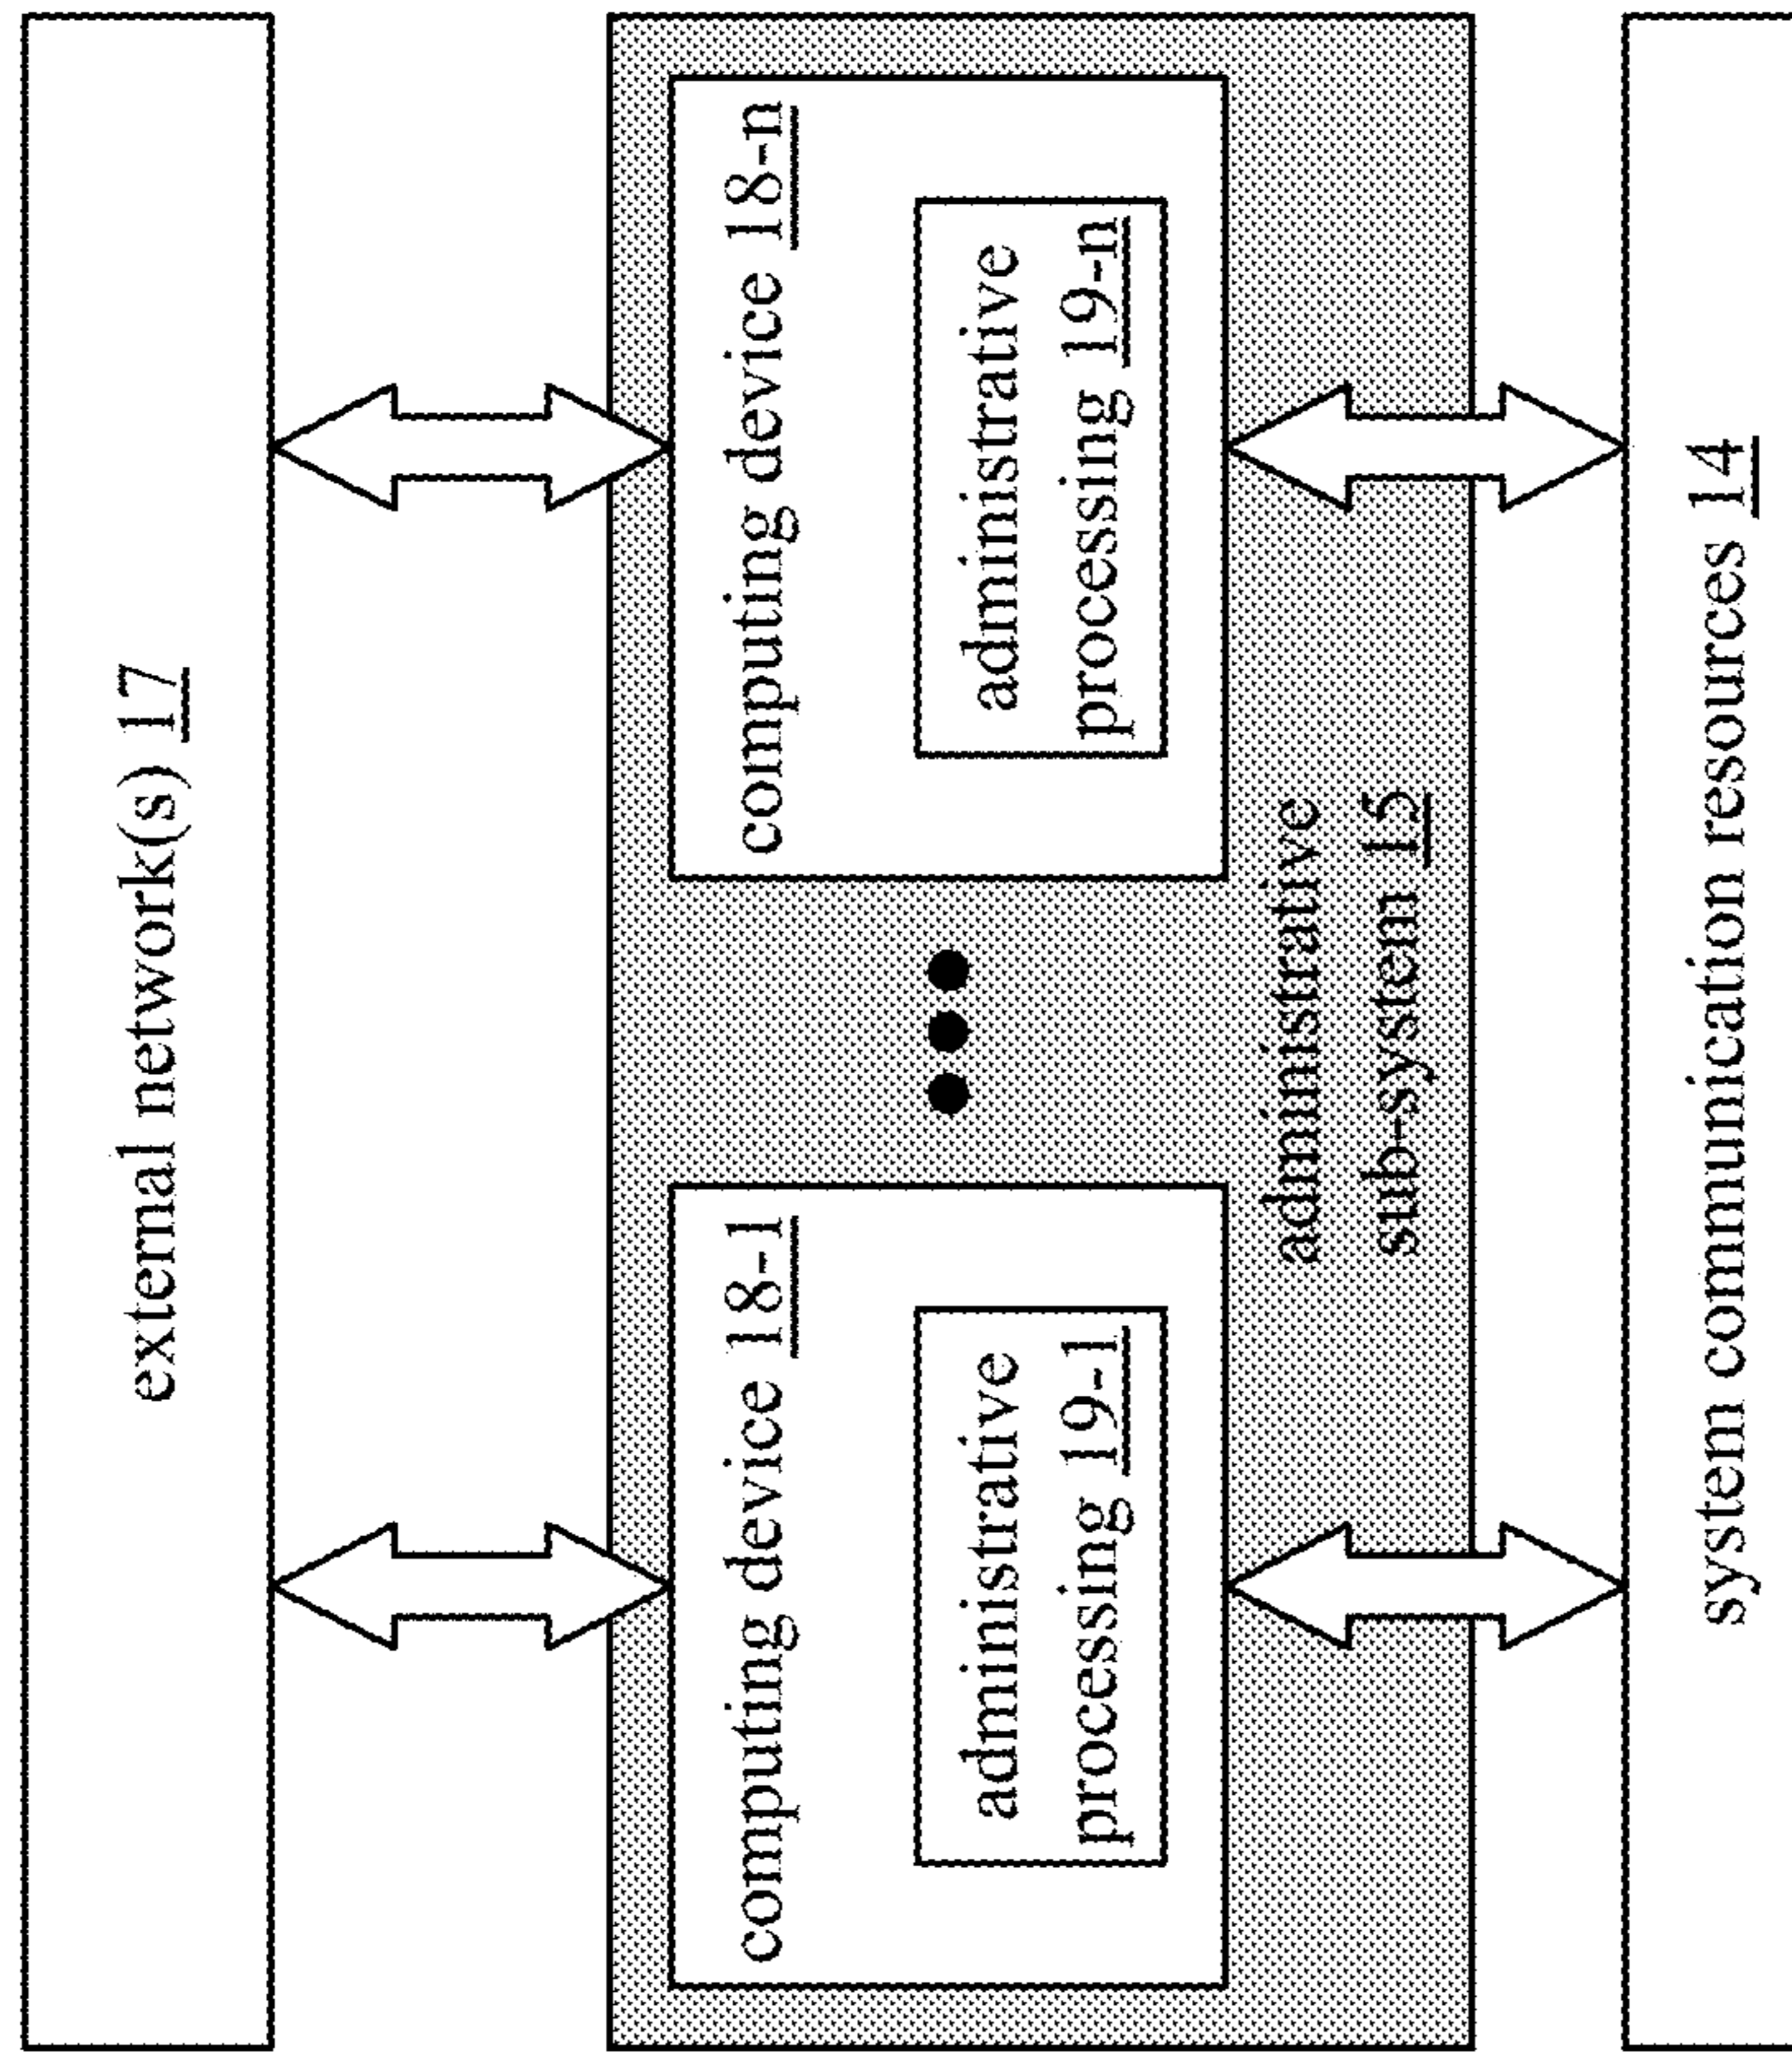 external network(s) 17
computing device 18-1
administrative
processing 19-1
computing device 18-n
administrative
processing 19-n
administrative
sub-system 15
system communication resources 14